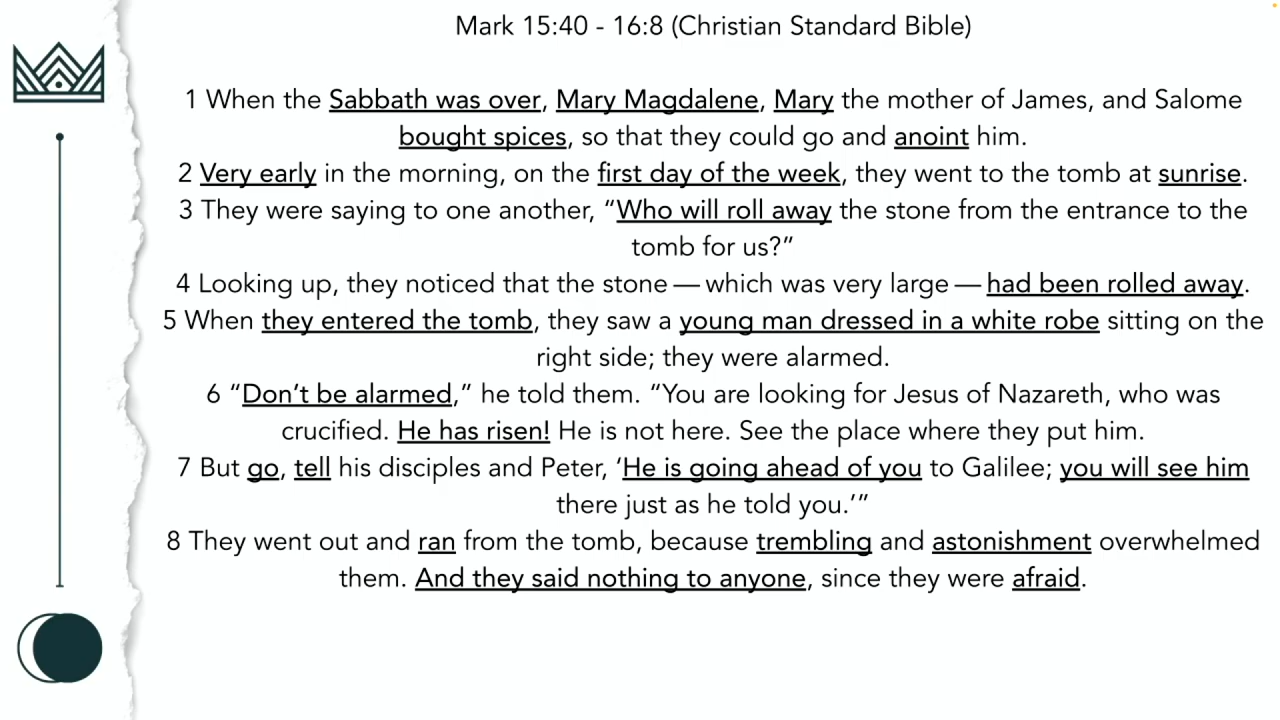 Mark 15:40 - 16:8 (Christian Standard Bible)
1 When the Sabbath was over, Mary Magdalene, Mary the mother of James, and Salome
bought spices, so that they could go and anoint him.
2 Very early in the morning, on the first day of the week, they went to the tomb at sunrise.
3 They were saying to one another, “Who will roll away the stone from the entrance to the
tomb for us?”
4 Looking up, they noticed that the stone — which was very large — had been rolled away.
5 When they entered the tomb, they saw a young man dressed in a white robe sitting on the
right side; they were alarmed.
6 “Don’t be alarmed,” he told them. “You are looking for Jesus of Nazareth, who was
crucified. He has risen! He is not here. See the place where they put him.
7 But go, tell his disciples and Peter, ‘He is going ahead of you to Galilee; you will see him
there just as he told you.’”
8 They went out and ran from the tomb, because trembling and astonishment overwhelmed
them. And they said nothing to anyone, since they were afraid.